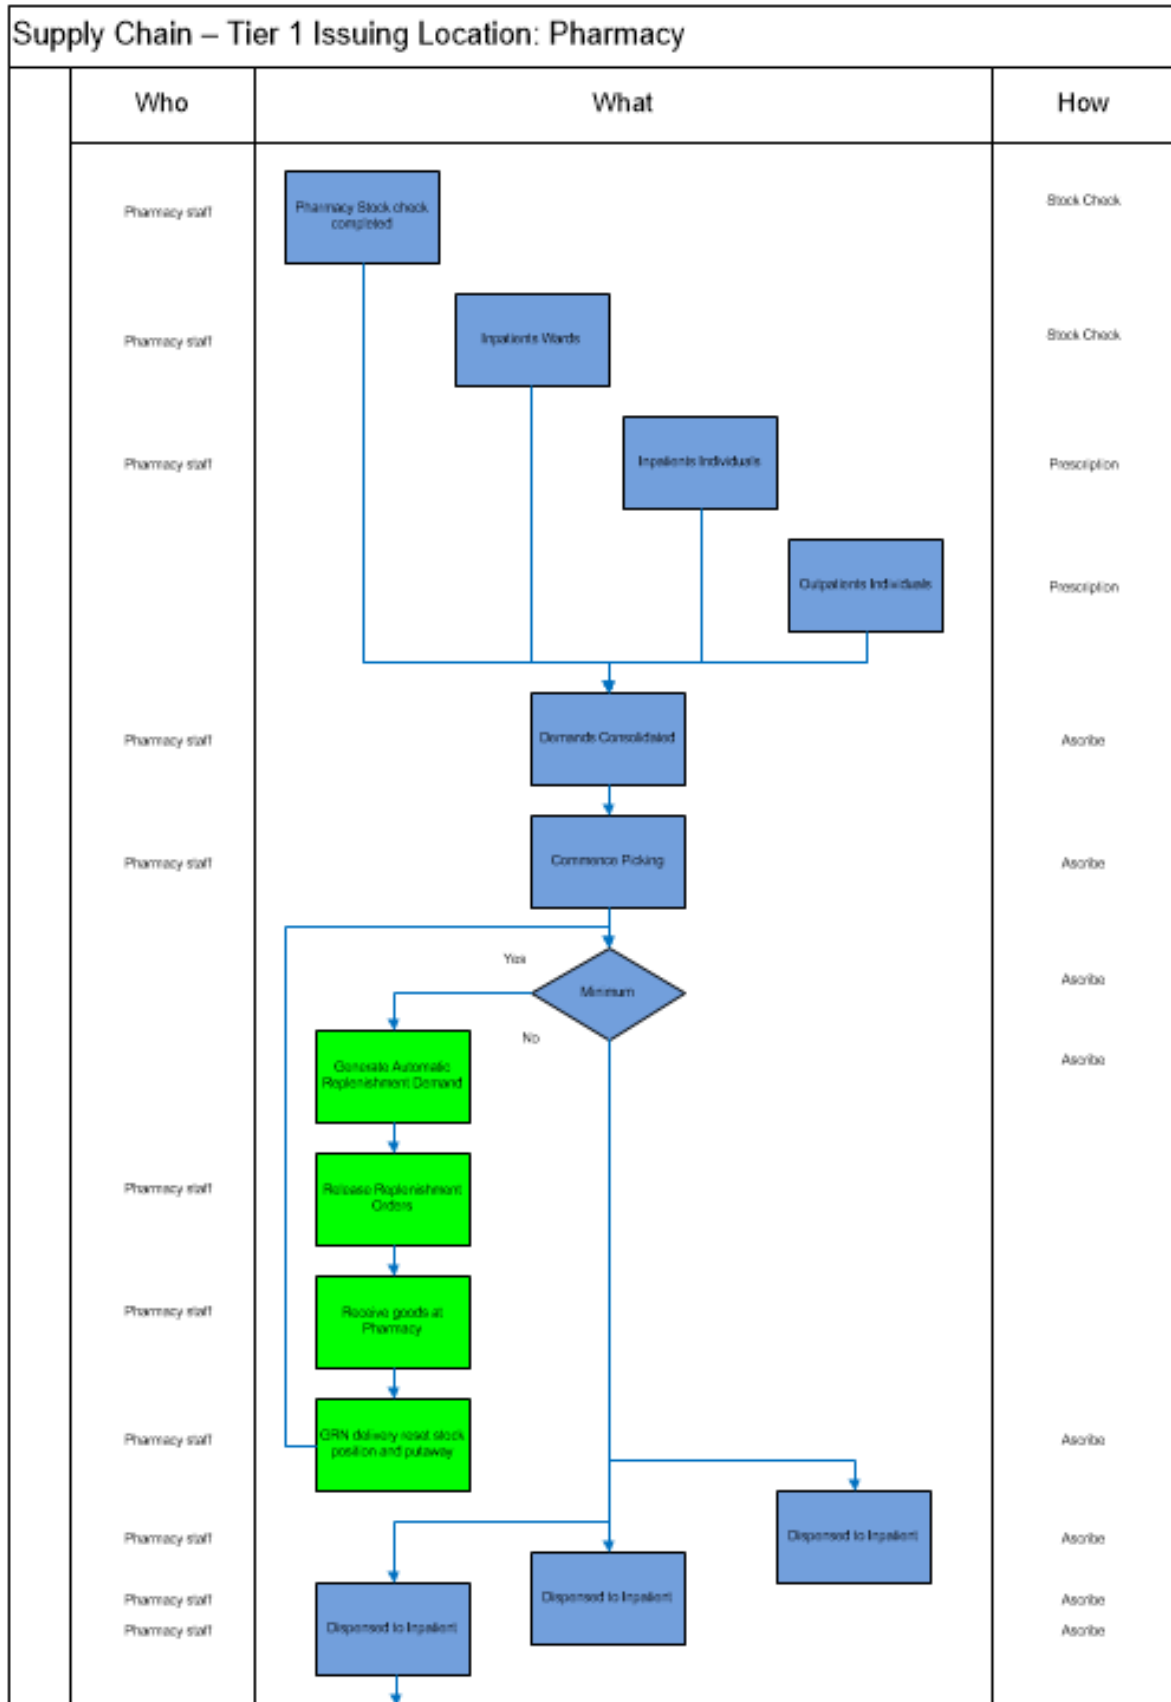 Supply Chain – Tier 1 Issuing Location: Pharmacy
Who
What
How
Pharmacy staff
Pharmacy Stock check
completed
Stock Check
Pharmacy staff
Inpatients Wards
Stock Check
Pharmacy staff
Inpatients Individuals
Prescription
Outpatients Individuals
Prescription
Pharmacy staff
Demands Consolidated
Ascribe
Pharmacy staff
Commence Picking
Ascribe
Yes
Minimum
Ascribe
No
Generate Automatic
Replenishment Demand
Ascribe
Pharmacy staff
Release Replenishment
Orders
Pharmacy staff
Receive goods at
Pharmacy
Pharmacy staff
GRN delivery reset stock
position and putaway
Ascribe
Pharmacy staff
Dispensed to Inpatient
Ascribe
Pharmacy staff
Dispensed to Inpatient
Ascribe
Pharmacy staff
Dispensed to Inpatient
Ascribe